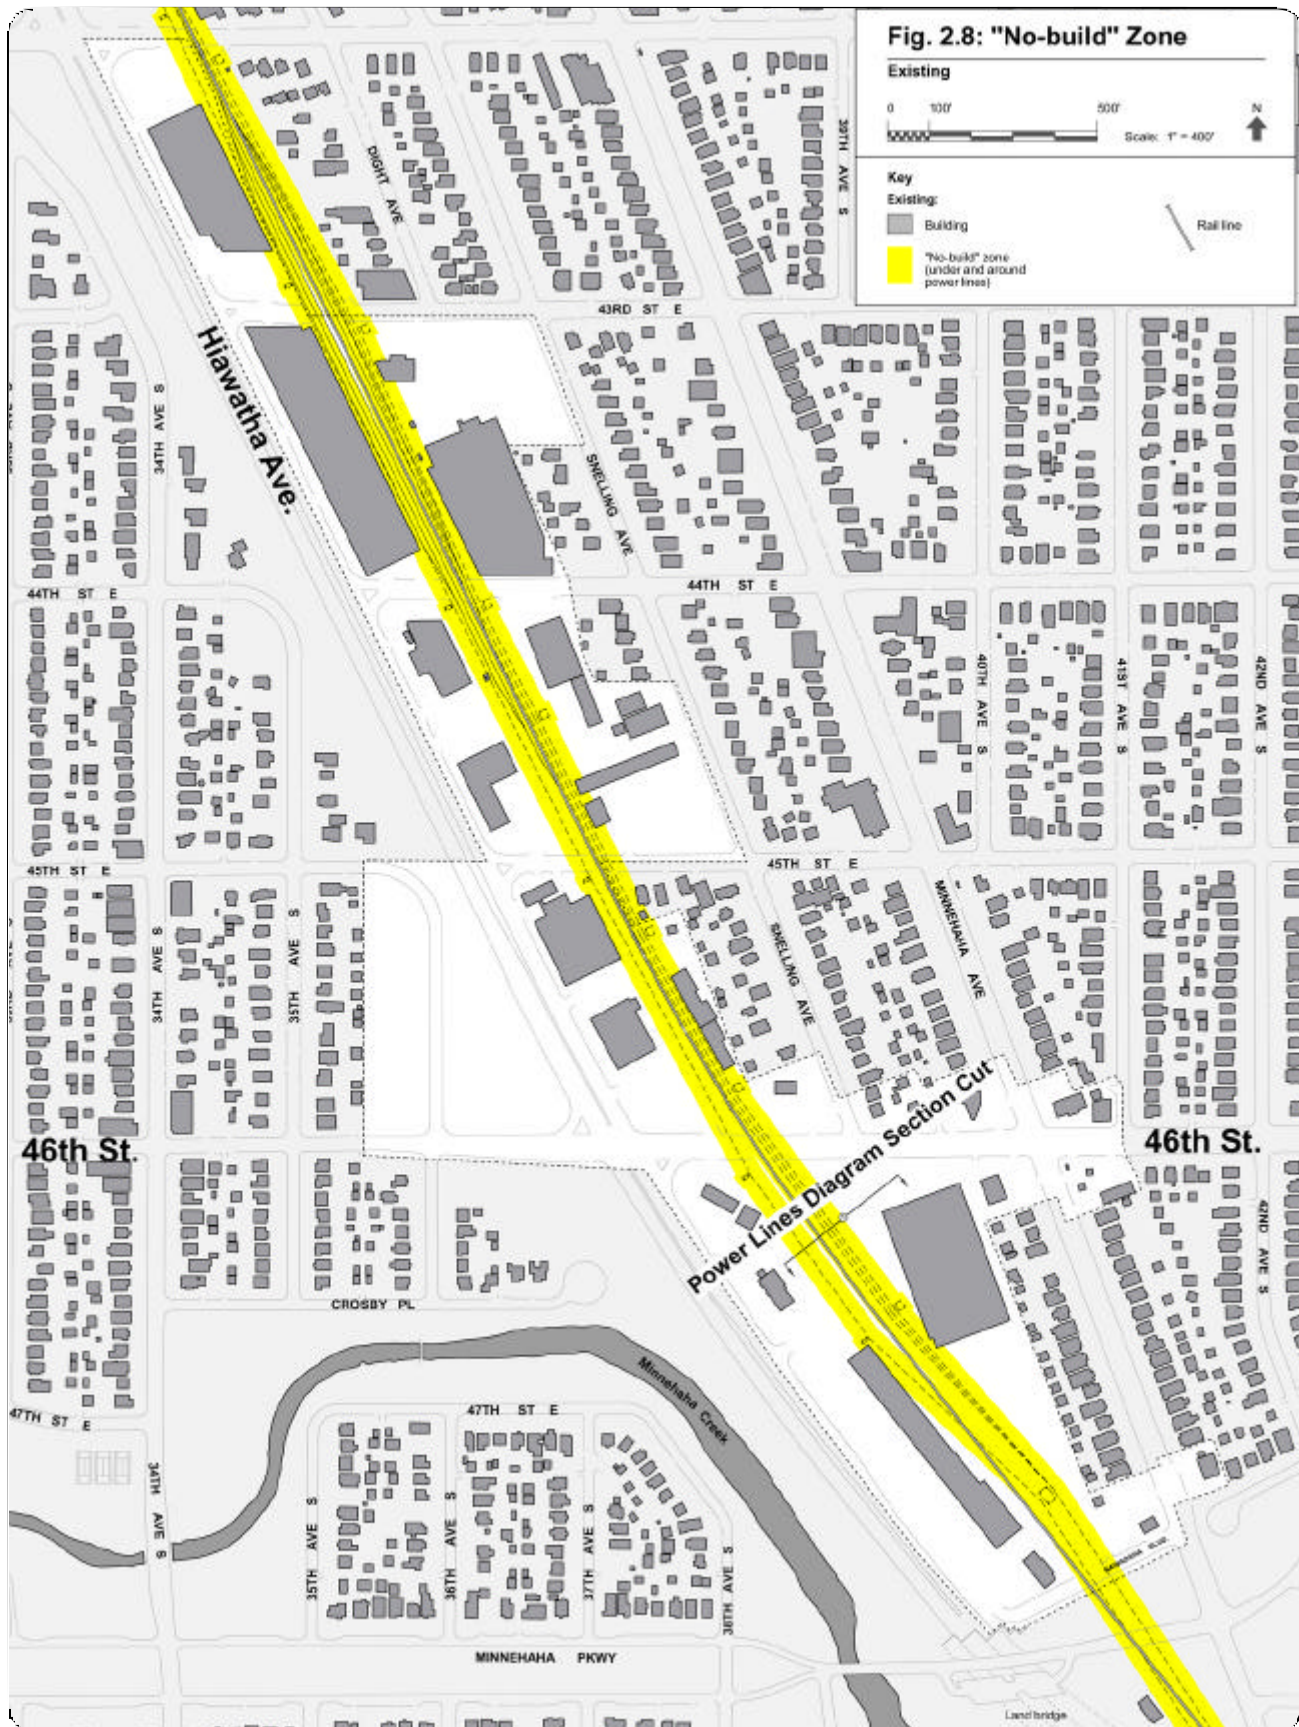 Fig. 2.8: "No-build" Zone
Existing
0 100' 500'
N
Scale: 1" = 400'
Key
Existing:
Building
Rail line
"No-build" zone
(under and around
power lines)
39TH AVE S
DIGHT AVE
43RD ST E
Hiawatha Ave.
34TH AVE S
SNELLING AVE
44TH ST E
44TH ST E
40TH AVE S
41ST AVE S
42ND AVE S
45TH ST E
45TH ST E
MINNEHAHA AVE
SNELLING AVE
34TH AVE S
35TH AVE S
Power Lines Diagram Section Cut
46th St.
46th St.
42ND AVE S
CROSBY PL
Minnehaha Creek
47TH ST E
47TH ST E
34TH AVE S
35TH AVE S
36TH AVE S
37TH AVE S
38TH AVE S
MINNEHAHA PKWY
Land bridge